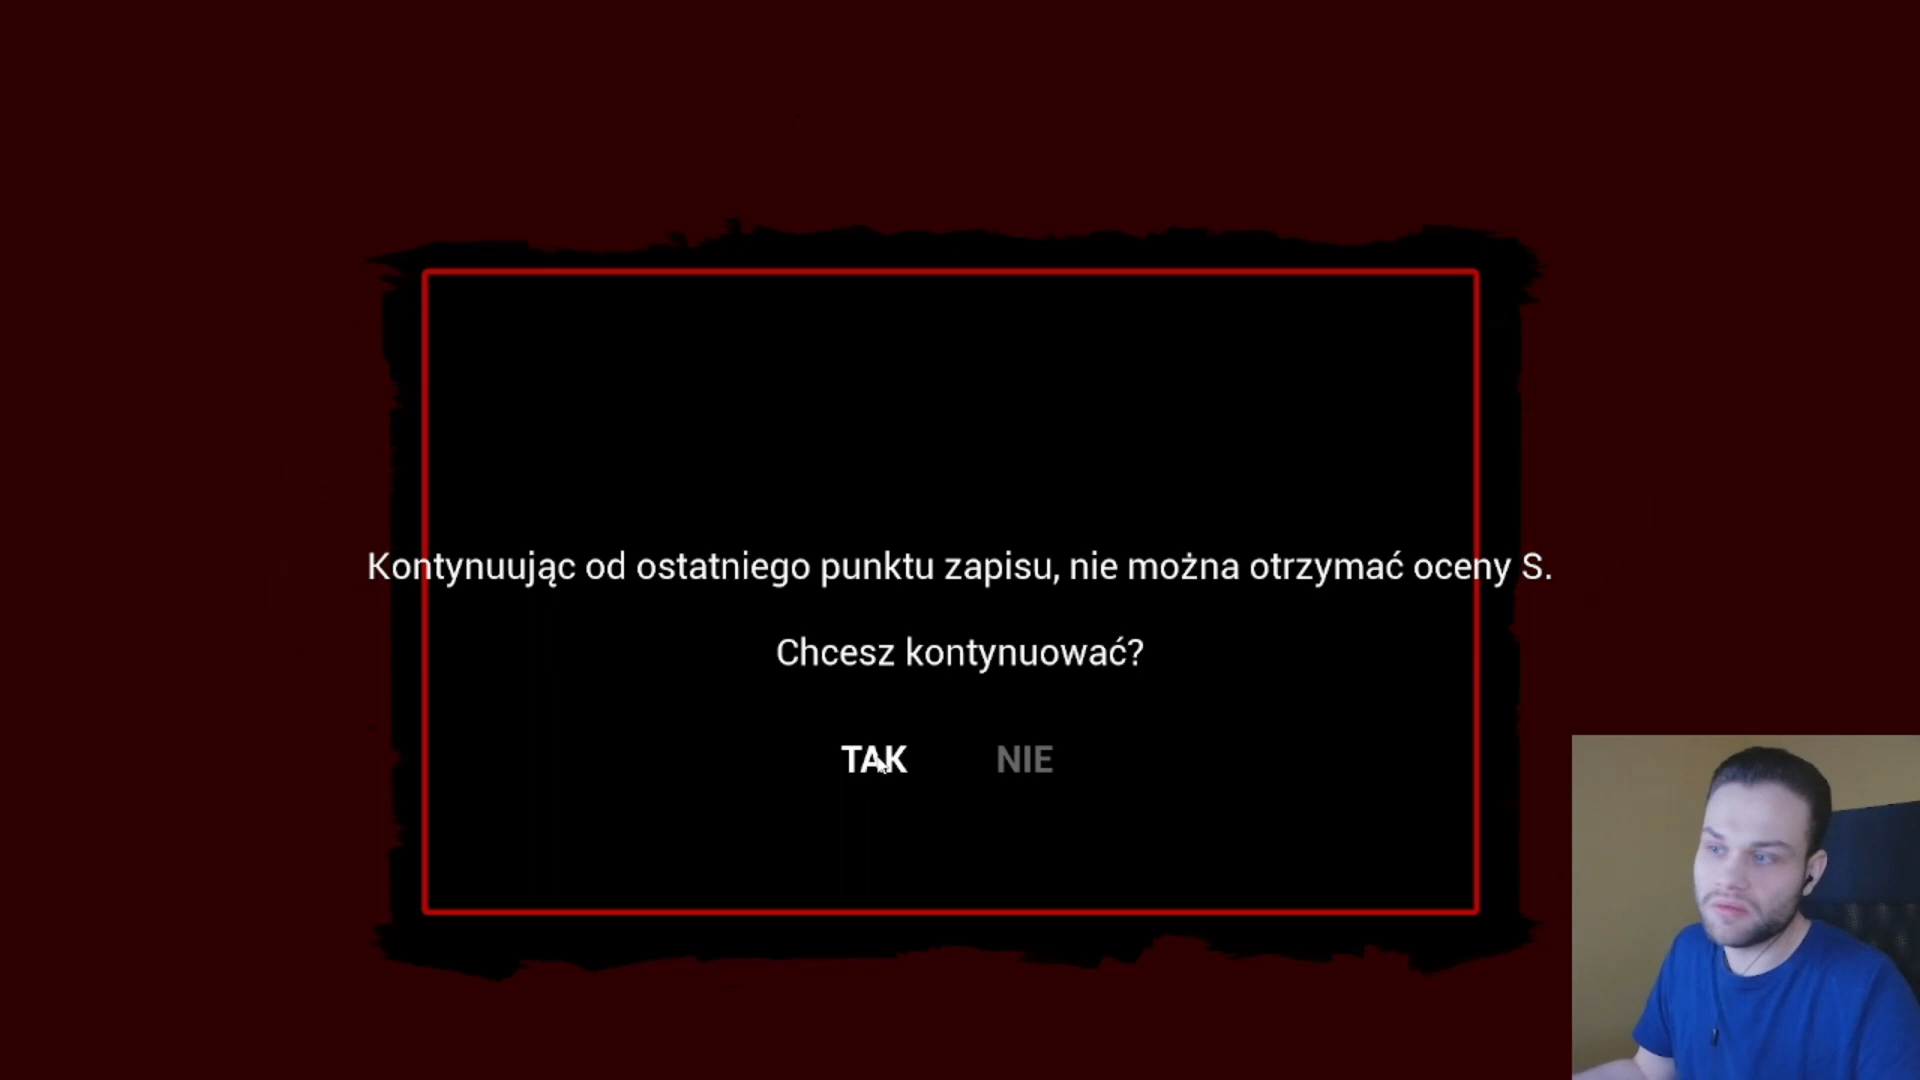 Kontynuując od ostatniego punktu zapisu, nie można otrzymać oceny S.
Chcesz kontynuować?
TAK NIE